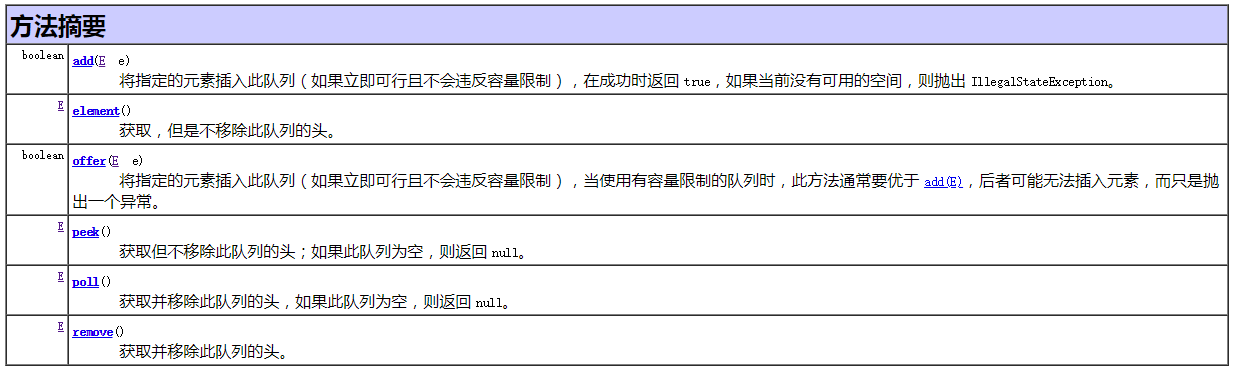 方法摘要
boolean add(E e)
将指定的元素插入此队列（如果立即可行且不会违反容量限制），在成功时返回 true，如果当前没有可用的空间，则抛出 IllegalStateException。
E element()
获取，但是不移除此队列的头。
boolean offer(E e)
将指定的元素插入此队列（如果立即可行且不会违反容量限制），当使用有容量限制的队列时，此方法通常要优于 add(E)，后者可能无法插入元素，而只是抛
出一个异常。
E peek()
获取但不移除此队列的头；如果此队列为空，则返回 null。
E poll()
获取并移除此队列的头，如果此队列为空，则返回 null。
E remove()
获取并移除此队列的头。